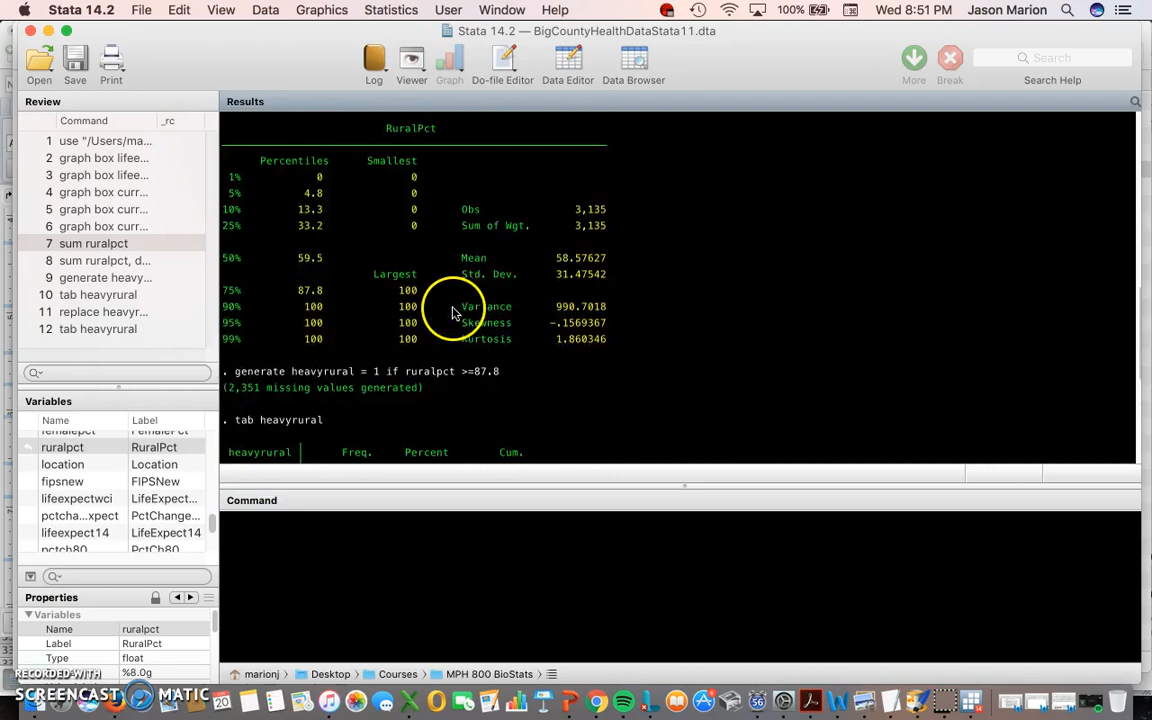 Stata 14.2 File Edit View Data Graphics Statistics User Window Help 100% Wed 8:51 PM Jason Marion
Stata 14.2 — BigCountyHealthDataStata11.dta
Open Save Print Log Viewer Graph Do-file Editor Data Editor Data Browser More Break Search Help
Search
Review
Command _rc
1 use "/Users/ma...
2 graph box lifee...
3 graph box lifee...
4 graph box curr...
5 graph box curr...
6 graph box curr...
7 sum ruralpct
8 sum ruralpct, d...
9 generate heavy...
10 tab heavyrural
11 replace heavyr...
12 tab heavyrural
Variables
Name Label
femalepct FemalePct
ruralpct RuralPct
location Location
fipsnew FIPSNew
lifeexpectwci LifeExpect...
pctcha...xpect PctChange...
lifeexpect14 LifeExpect14
pctch80 PctCh80
Properties
Variables
Name ruralpct
Label RuralPct
Type float
%8.0g
Results
RuralPct
Percentiles Smallest
1% 0 0
5% 4.8 0
10% 13.3 0 Obs 3,135
25% 33.2 0 Sum of Wgt. 3,135
50% 59.5 Mean 58.57627
Largest Std. Dev. 31.47542
75% 87.8 100
90% 100 100 Variance 990.7018
95% 100 100 Skewness -.1569367
99% 100 100 Kurtosis 1.860346
. generate heavyrural = 1 if ruralpct >=87.8
(2,351 missing values generated)
. tab heavyrural
heavyrural Freq. Percent Cum.
Command
marionj Desktop Courses MPH 800 BioStats
RECORDED WITH
SCREENCAST MATIC